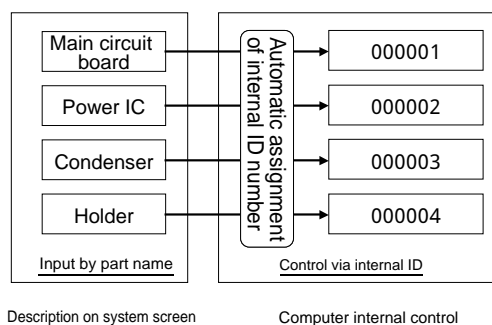 Main circuit
board
Power IC
Condenser
Holder
Input by part name
Automatic assignment
of internal ID number
000001
000002
000003
000004
Control via internal ID
Description on system screen
Computer internal control